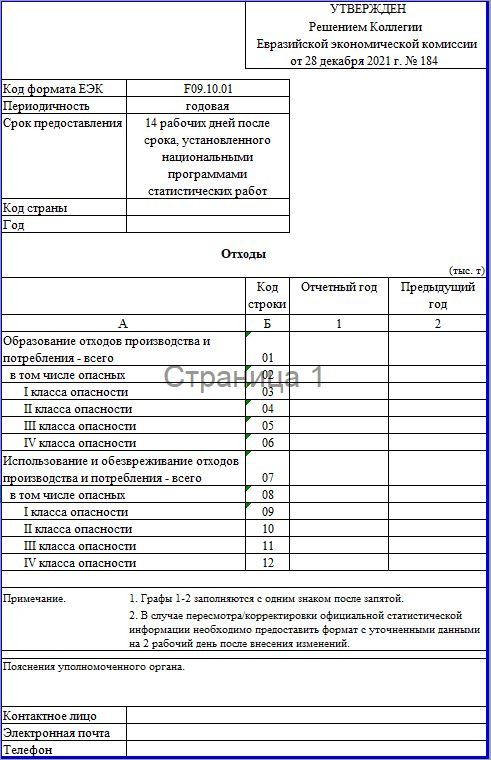 УТВЕРЖДЕН
Решением Коллегии
Евразийской экономической комиссии
от 28 декабря 2021 г. № 184
Код формата ЕЭК F09.10.01
Периодичность годовая
Срок предоставления 14 рабочих дней после
срока, установленного
национальными
программами
статистических работ
Код страны
Год
Отходы
(тыс. т)
Код Отчетный год Предыдущий
строки год
А Б 1 2
Образование отходов производства и
потребления - всего 01
в том числе опасных 02
Страница 1
I класса опасности 03
II класса опасности 04
III класса опасности 05
IV класса опасности 06
Использование и обезвреживание отходов
производства и потребления - всего 07
в том числе опасных 08
I класса опасности 09
II класса опасности 10
III класса опасности 11
IV класса опасности 12
Примечание. 1. Графы 1-2 заполняются с одним знаком после запятой.
2. В случае пересмотра/корректировки официальной статистической
информации необходимо предоставить формат с уточненными данными
на 2 рабочий день после внесения изменений.
Пояснения уполномоченного органа.
Контактное лицо
Электронная почта
Телефон